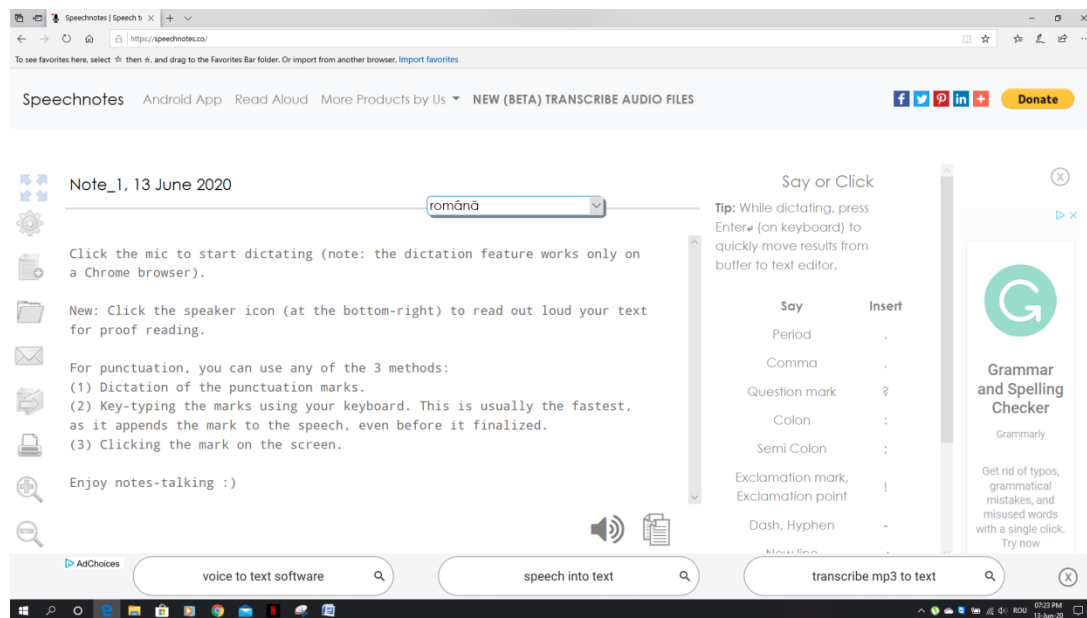 Speechnotes | Speech t
https://speechnotes.co/
To see favorites here, select then ☆, and drag to the Favorites Bar folder. Or import from another browser. Import favorites
Speechnotes Android App Read Aloud More Products by Us NEW (BETA) TRANSCRIBE AUDIO FILES
Donate
Note_1, 13 June 2020
română
Click the mic to start dictating (note: the dictation feature works only on
a Chrome browser).
New: Click the speaker icon (at the bottom-right) to read out loud your text
for proof reading.
For punctuation, you can use any of the 3 methods:
(1) Dictation of the punctuation marks.
(2) Key-typing the marks using your keyboard. This is usually the fastest,
as it appends the mark to the speech, even before it finalized.
(3) Clicking the mark on the screen.
Enjoy notes-talking :)
Say or Click
Tip: While dictating, press
Enter↵ (on keyboard) to
quickly move results from
buffer to text editor.
Say Insert
Period .
Comma ,
Question mark ?
Colon :
Semi Colon ;
Exclamation mark,
Exclamation point !
Dash, Hyphen -
New line
Grammar
and Spelling
Checker
Grammarly
Get rid of typos,
grammatical
mistakes, and
misused words
with a single click.
Try now
AdChoices
voice to text software
speech into text
transcribe mp3 to text
ROU
07:23 PM
13-Jun-20